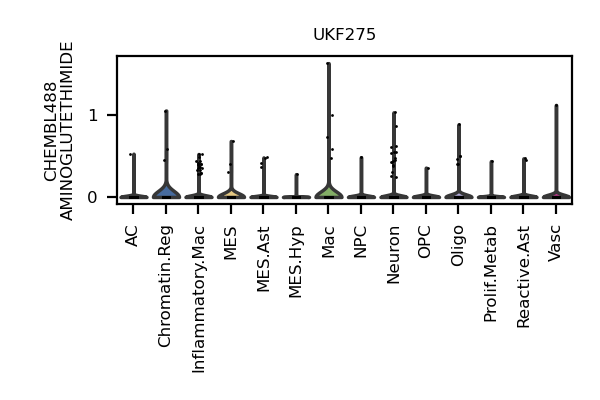 UKF275
CHEMBL488
AMINOGLUTETHIMIDE
1
0
AC
Chromatin.Reg
Inflammatory.Mac
MES
MES.Ast
MES.Hyp
Mac
NPC
Neuron
OPC
Oligo
Prolif.Metab
Reactive.Ast
Vasc